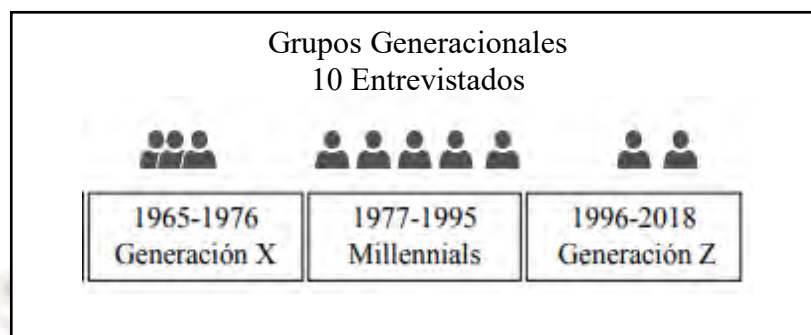 Grupos Generacionales
10 Entrevistados
1965-1976
Generación X
1977-1995
Millennials
1996-2018
Generación Z